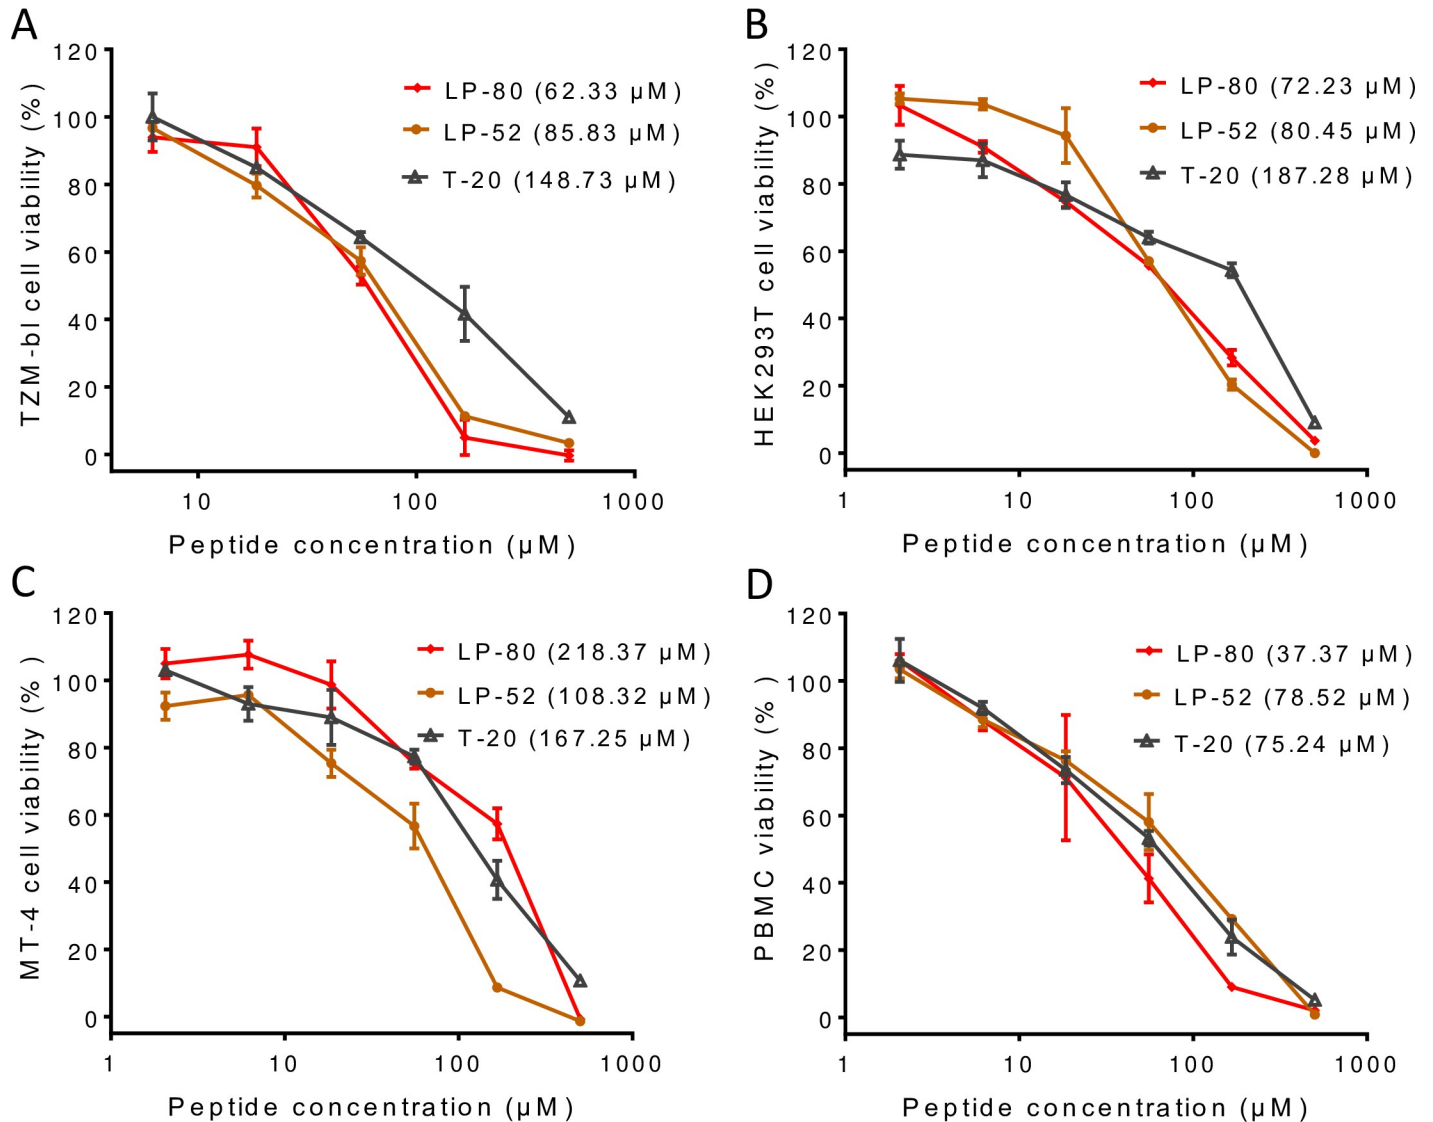 A
120
100
80
60
40
20
0
TZM-bl cell viability (%)
LP-80 (62.33 µM)
LP-52 (85.83 µM)
T-20 (148.73 µM)
10
100
1000
Peptide concentration (µM)
B
120
100
80
60
40
20
0
HEK293T cell viability (%)
LP-80 (72.23 µM)
LP-52 (80.45 µM)
T-20 (187.28 µM)
1
10
100
1000
Peptide concentration (µM)
C
120
100
80
60
40
20
0
MT-4 cell viability (% )
LP-80 (218.37 µM)
LP-52 (108.32 µM)
T-20 (167.25 µM)
1
10
100
1000
Peptide concentration (µM)
D
120
100
80
60
40
20
0
PBMC viability (% )
LP-80 (37.37 µM)
LP-52 (78.52 µM)
T-20 (75.24 µM)
1
10
100
1000
Peptide concentration (µM)